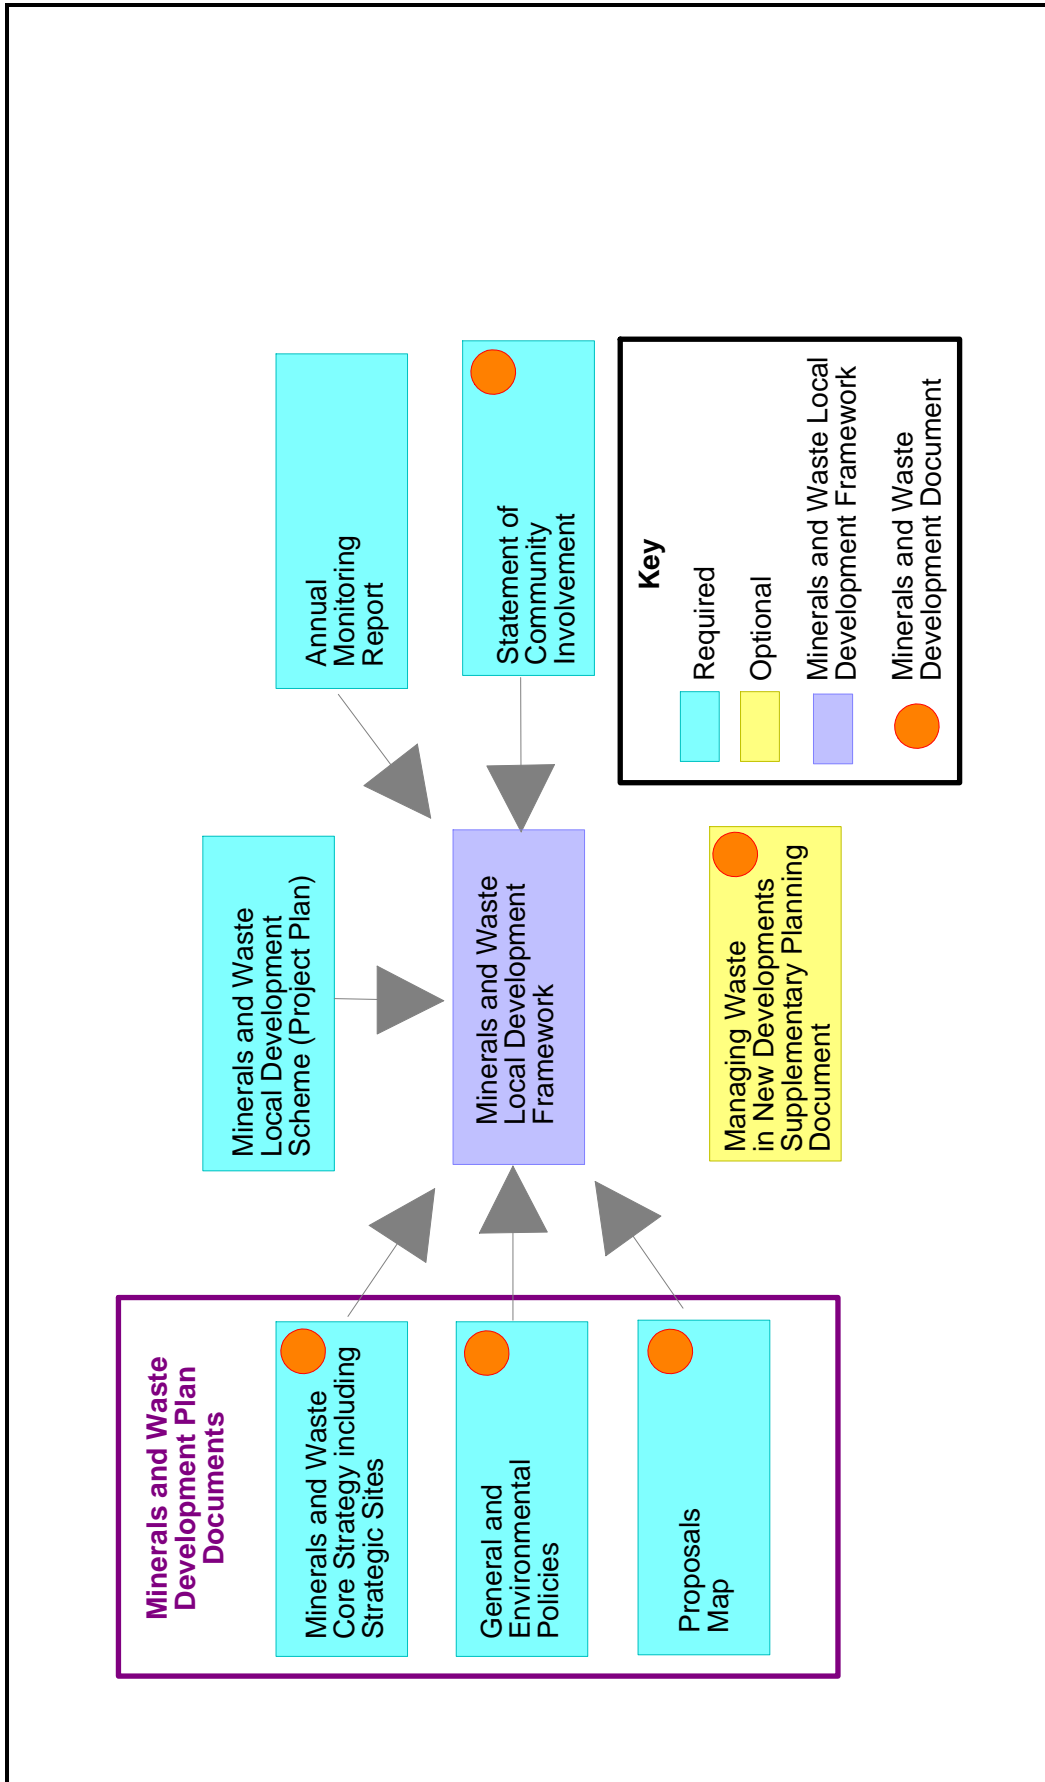 Minerals and Waste
Development Plan
Documents
Minerals and Waste
Core Strategy including
Strategic Sites
General and
Environmental
Policies
Proposals
Map
Minerals and Waste
Local Development
Scheme (Project Plan)
Minerals and Waste
Local Development
Framework
Managing Waste
in New Developments
Supplementary Planning
Document
Annual
Monitoring
Report
Statement of
Community
Involvement
Key
Required
Optional
Minerals and Waste Local
Development Framework
Minerals and Waste
Development Document